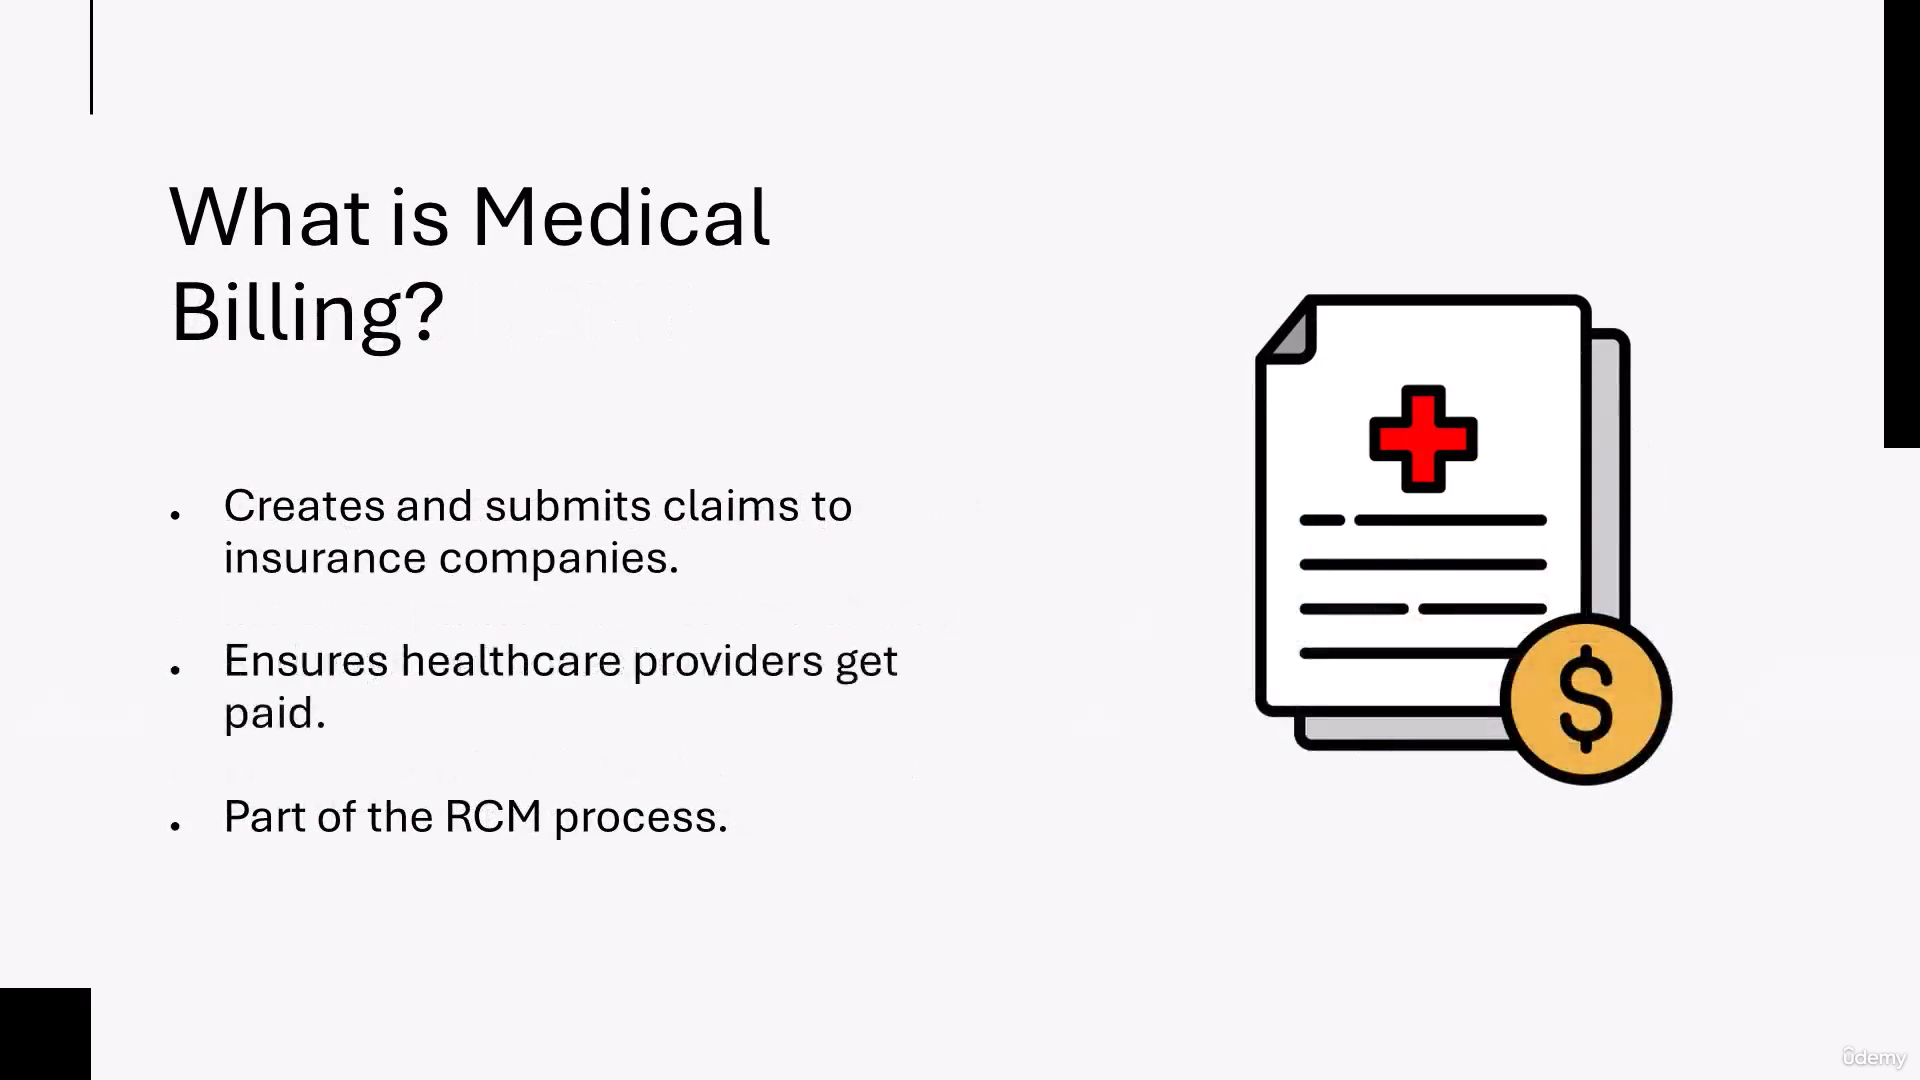 What is Medical
Billing?
• Creates and submits claims to
insurance companies.
• Ensures healthcare providers get
paid.
• Part of the RCM process.
$
ûdemy